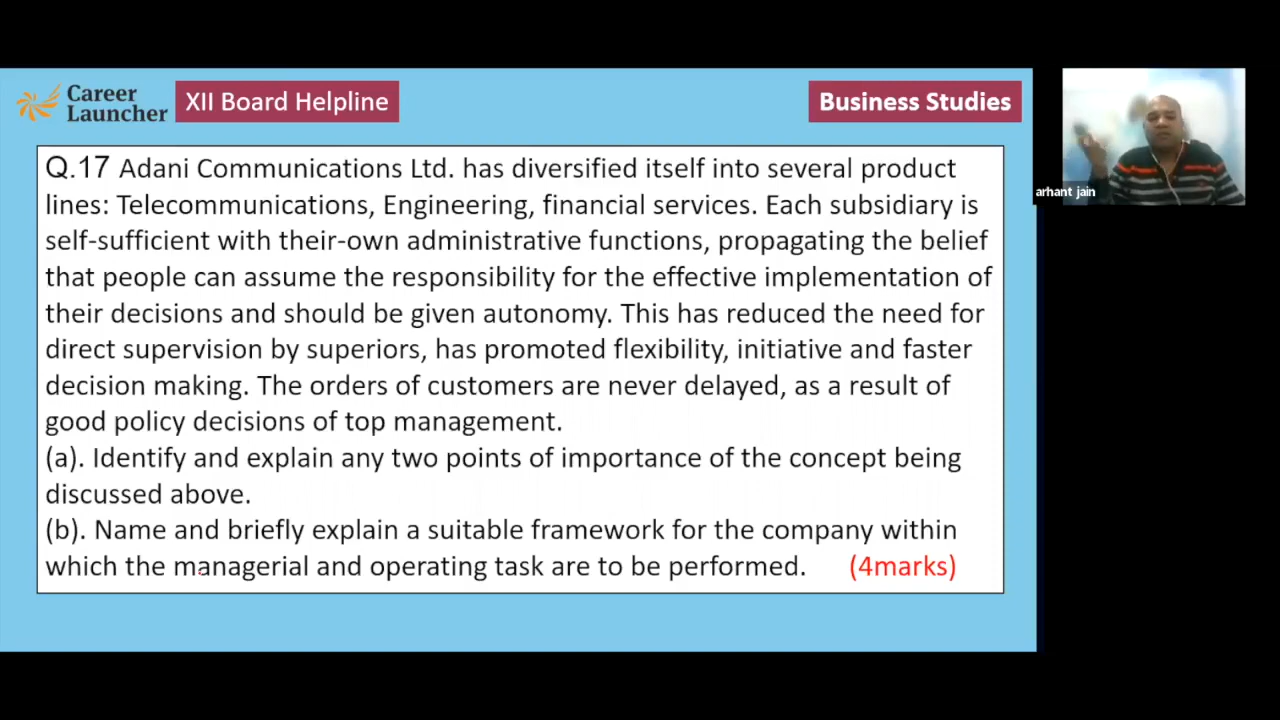 Career
Launcher
XII Board Helpline
Business Studies
Q.17 Adani Communications Ltd. has diversified itself into several product
lines: Telecommunications, Engineering, financial services. Each subsidiary is
self-sufficient with their-own administrative functions, propagating the belief
that people can assume the responsibility for the effective implementation of
their decisions and should be given autonomy. This has reduced the need for
direct supervision by superiors, has promoted flexibility, initiative and faster
decision making. The orders of customers are never delayed, as a result of
good policy decisions of top management.
(a). Identify and explain any two points of importance of the concept being
discussed above.
(b). Name and briefly explain a suitable framework for the company within
which the managerial and operating task are to be performed. (4marks)
arhant jain